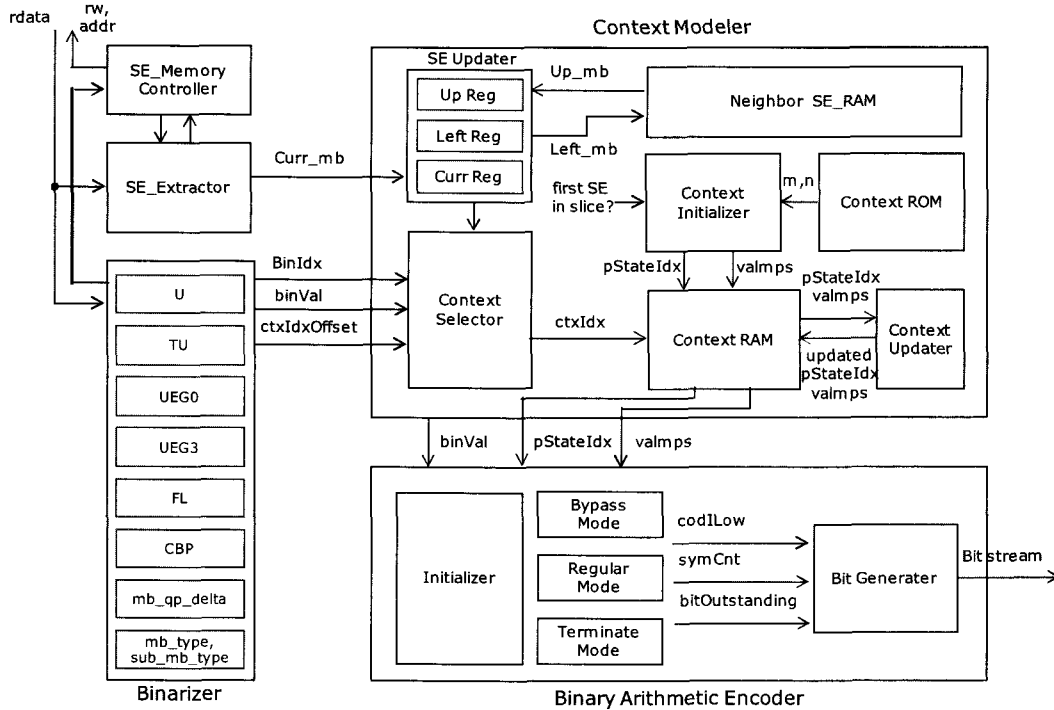 rdata
rw,
addr
SE_Memory
Controller
SE_Extractor
Curr_mb
Context Modeler
SE Updater
Up Reg
Left Reg
Curr Reg
Up_mb
Left_mb
Neighbor SE_RAM
first SE
in slice?
Context
Initializer
m,n
Context ROM
pStateIdx
valmps
BinIdx
binVal
ctxIdxOffset
Context
Selector
ctxIdx
Context RAM
pStateIdx
valmps
Context
Updater
updated
pStateIdx
valmps
U
TU
UEG0
UEG3
FL
CBP
mb_qp_delta
mb_type,
sub_mb_type
Binarizer
binVal
pStateIdx
valmps
Initializer
Bypass
Mode
Regular
Mode
Terminate
Mode
codILow
symCnt
bitOutstanding
Bit Generater
Bit stream
Binary Arithmetic Encoder